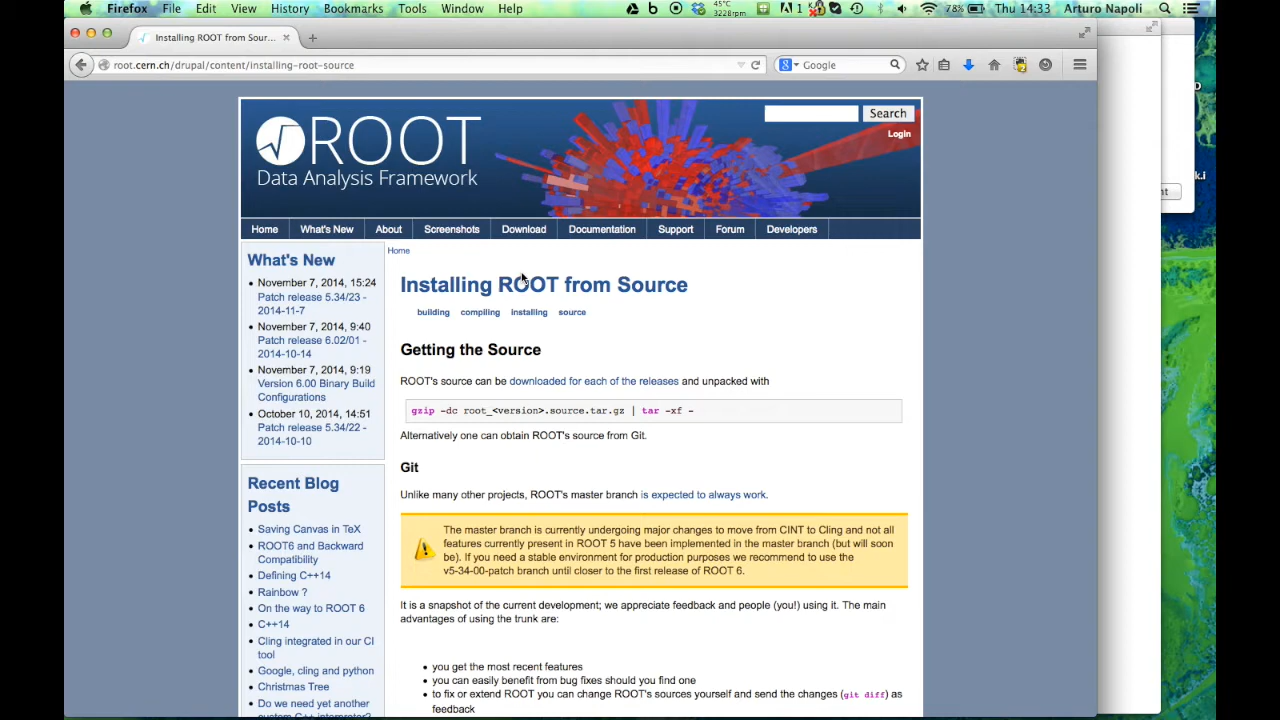 Firefox File Edit View History Bookmarks Tools Window Help 45°C 3228rpm 1 78% Thu 14:33 Arturo Napoli
Installing ROOT from Sour...
root.cern.ch/drupal/content/installing-root-source
Google
ROOT
Data Analysis Framework
Search
Login
Home What's New About Screenshots Download Documentation Support Forum Developers
What's New
November 7, 2014, 15:24
Patch release 5.34/23 -
2014-11-7
November 7, 2014, 9:40
Patch release 6.02/01 -
2014-10-14
November 7, 2014, 9:19
Version 6.00 Binary Build
Configurations
October 10, 2014, 14:51
Patch release 5.34/22 -
2014-10-10
Recent Blog
Posts
Saving Canvas in TeX
ROOT6 and Backward
Compatibility
Defining C++14
Rainbow ?
On the way to ROOT 6
C++14
Cling integrated in our CI
tool
Google, cling and python
Christmas Tree
Do we need yet another
custom C++ interpreter?
Home
Installing ROOT from Source
building compiling installing source
Getting the Source
ROOT's source can be downloaded for each of the releases and unpacked with
gzip -dc root_<version>.source.tar.gz | tar -xf -
Alternatively one can obtain ROOT's source from Git.
Git
Unlike many other projects, ROOT's master branch is expected to always work.
The master branch is currently undergoing major changes to move from CINT to Cling and not all
features currently present in ROOT 5 have been implemented in the master branch (but will soon
be). If you need a stable environment for production purposes we recommend to use the
v5-34-00-patch branch until closer to the first release of ROOT 6.
It is a snapshot of the current development; we appreciate feedback and people (you!) using it. The main
advantages of using the trunk are:
you get the most recent features
you can easily benefit from bug fixes should you find one
to fix or extend ROOT you can change ROOT's sources yourself and send the changes (git diff) as
feedback